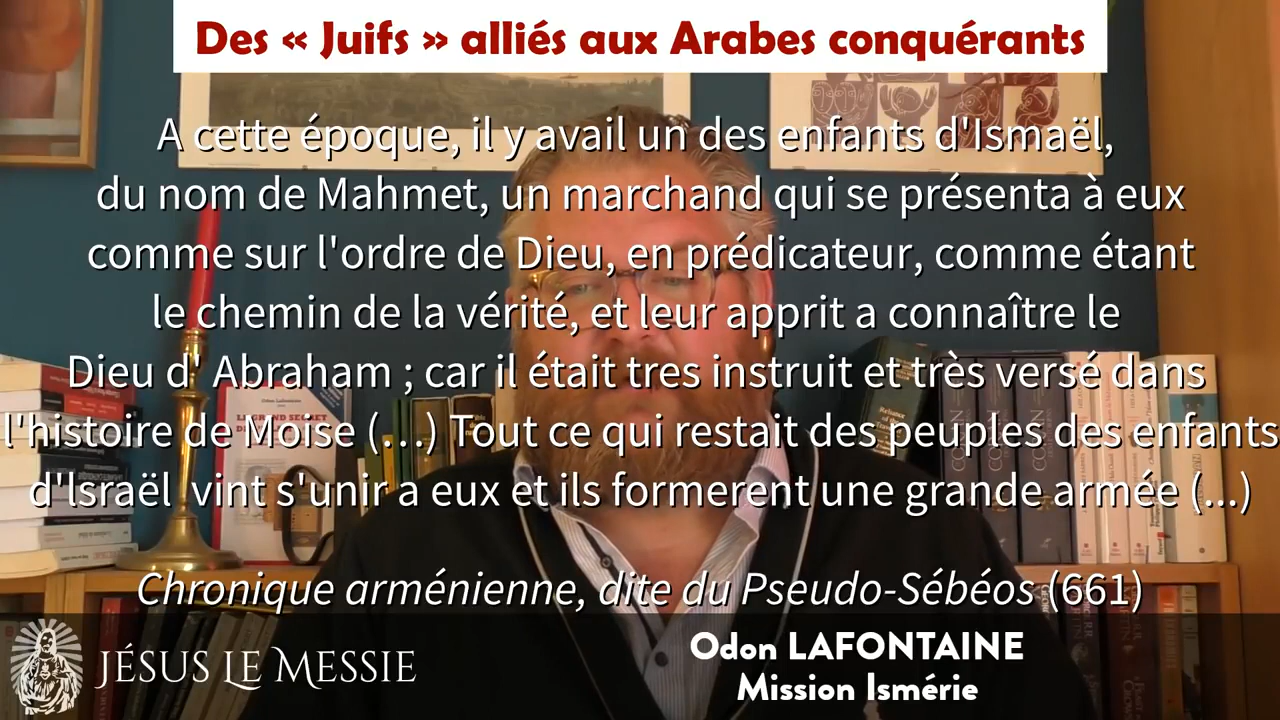 Des « Juifs » alliés aux Arabes conquérants
A cette époque, il y avail un des enfants d'Ismaël,
du nom de Mahmet, un marchand qui se présenta à eux
comme sur l'ordre de Dieu, en prédicateur, comme étant
le chemin de la vérité, et leur apprit a connaître le
Dieu d' Abraham ; car il était tres instruit et très versé dans
l'histoire de Moise (…) Tout ce qui restait des peuples des enfants
d'lsraël  vint s'unir a eux et ils formerent une grande armée (...)
Chronique arménienne, dite du Pseudo-Sébéos (661)
JÉSUS LE MESSIE
Odon LAFONTAINE
Mission Ismérie